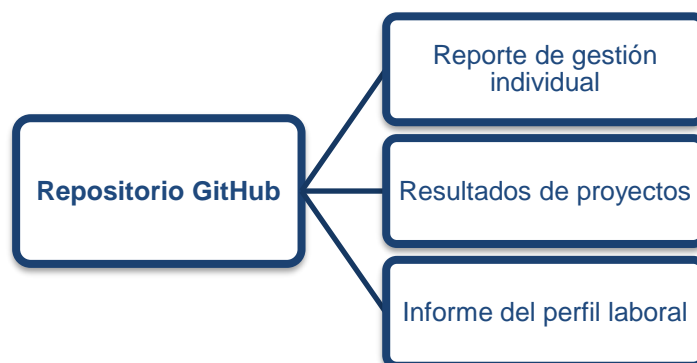 Repositorio GitHub
Reporte de gestión
individual
Resultados de proyectos
Informe del perfil laboral